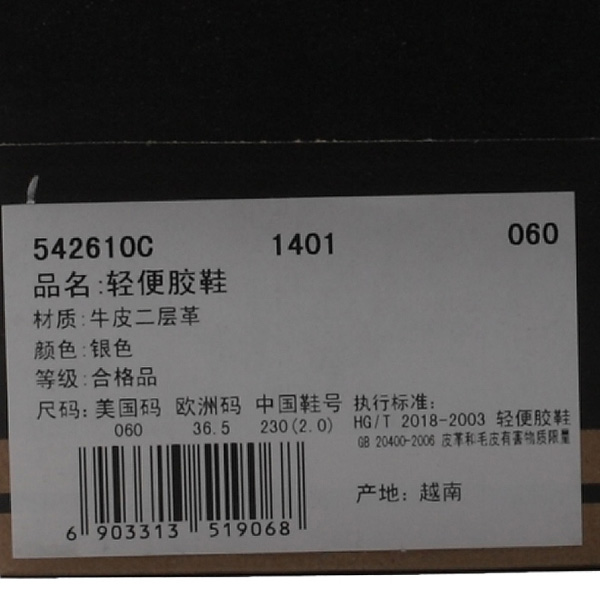 542610C 1401 060
品名:轻便胶鞋
材质:牛皮二层革
颜色:银色
等级:合格品
尺码: 美国码 欧洲码 中国鞋号
060 36.5 230(2.0)
执行标准:
HG/T 2018-2003 轻便胶鞋
GB 20400-2006 皮革和毛皮有害物质限量
产地: 越南
6 903313 519068